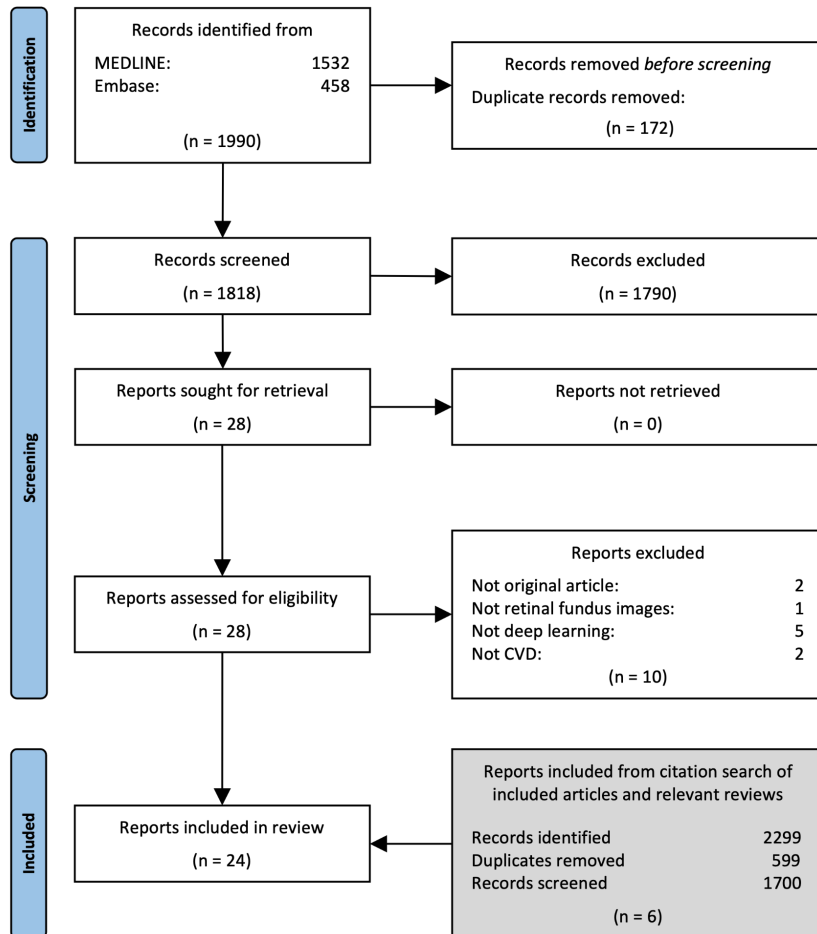 Identification
Records identified from
MEDLINE: 1532
Embase: 458
(n = 1990)
Records removed before screening
Duplicate records removed:
(n = 172)
Screening
Records screened
(n = 1818)
Records excluded
(n = 1790)
Reports sought for retrieval
(n = 28)
Reports not retrieved
(n = 0)
Reports assessed for eligibility
(n = 28)
Reports excluded
Not original article: 2
Not retinal fundus images: 1
Not deep learning: 5
Not CVD: 2
(n = 10)
Included
Reports included in review
(n = 24)
Reports included from citation search of
included articles and relevant reviews
Records identified 2299
Duplicates removed 599
Records screened 1700
(n = 6)